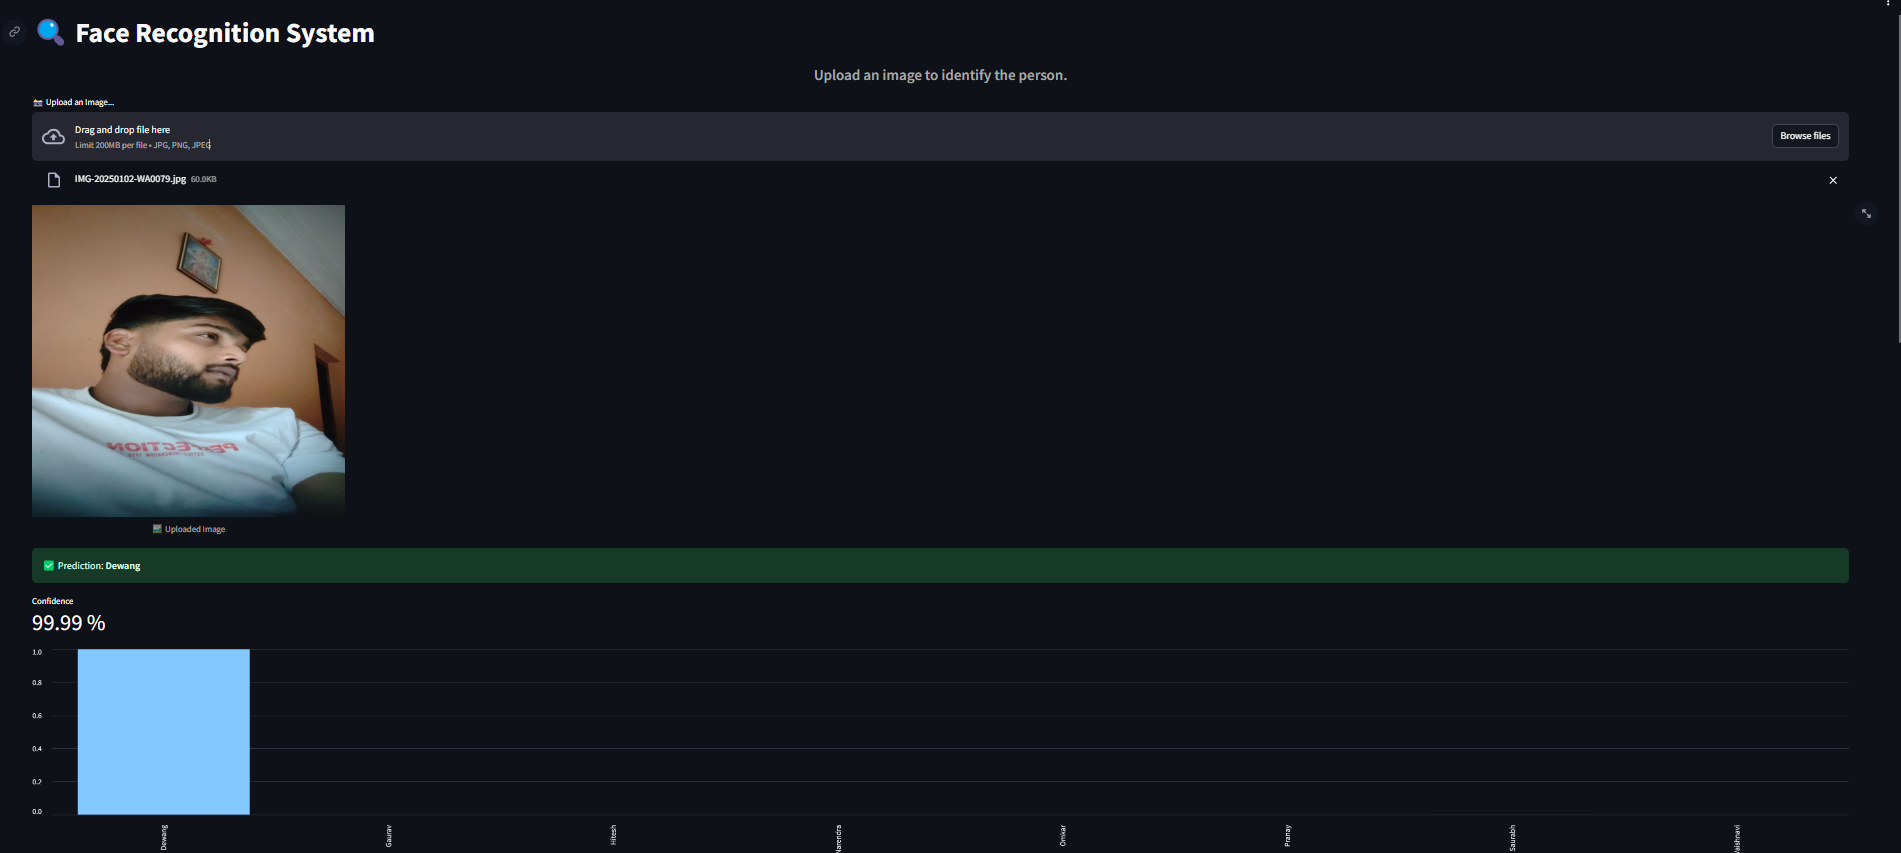 Face Recognition System
Upload an image to identify the person.
Upload an Image...
Drag and drop file here
Limit 200MB per file • JPG, PNG, JPEG
Browse files
IMG-20250102-WA0079.jpg 60.0KB
PERFECTION
Uploaded Image
Prediction: Dewang
Confidence
99.99 %
1.0
0.8
0.6
0.4
0.2
0.0
Dewang
Gaurav
Hitesh
Narendra
Omkar
Pranay
Saurabh
Vaishnavi